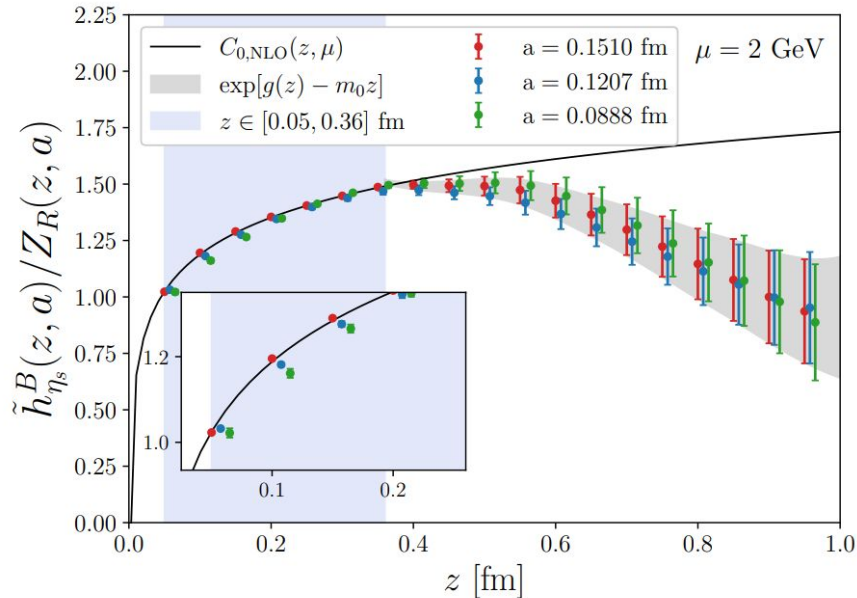 2.25
2.00
1.75
1.50
1.25
1.00
0.75
0.50
0.25
0.00
h̃^B_{η_s}(z, a)/Z_R(z, a)
C_{0,NLO}(z, μ)
exp[g(z) − m_0z]
z ∈ [0.05, 0.36] fm
a = 0.1510 fm
a = 0.1207 fm
a = 0.0888 fm
μ = 2 GeV
1.2
1.0
0.1 0.2
0.0 0.2 0.4 0.6 0.8 1.0
z [fm]